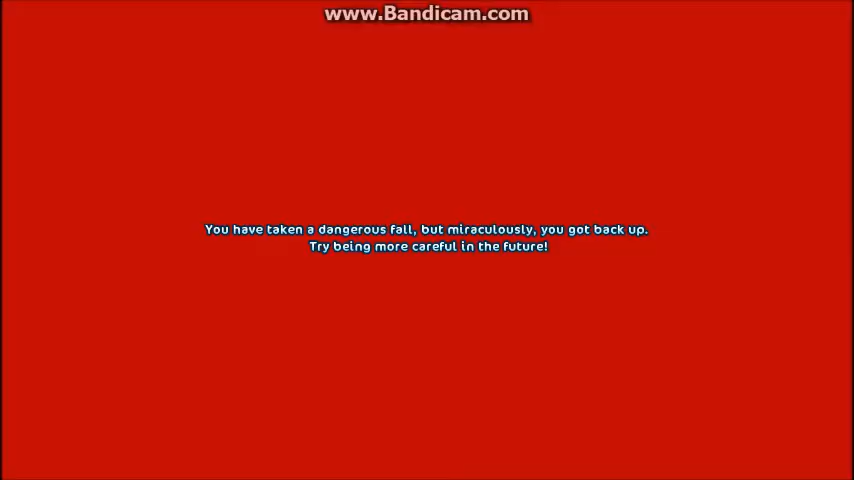 www.Bandicam.com
You have taken a dangerous fall, but miraculously, you got back up.
Try being more careful in the future!